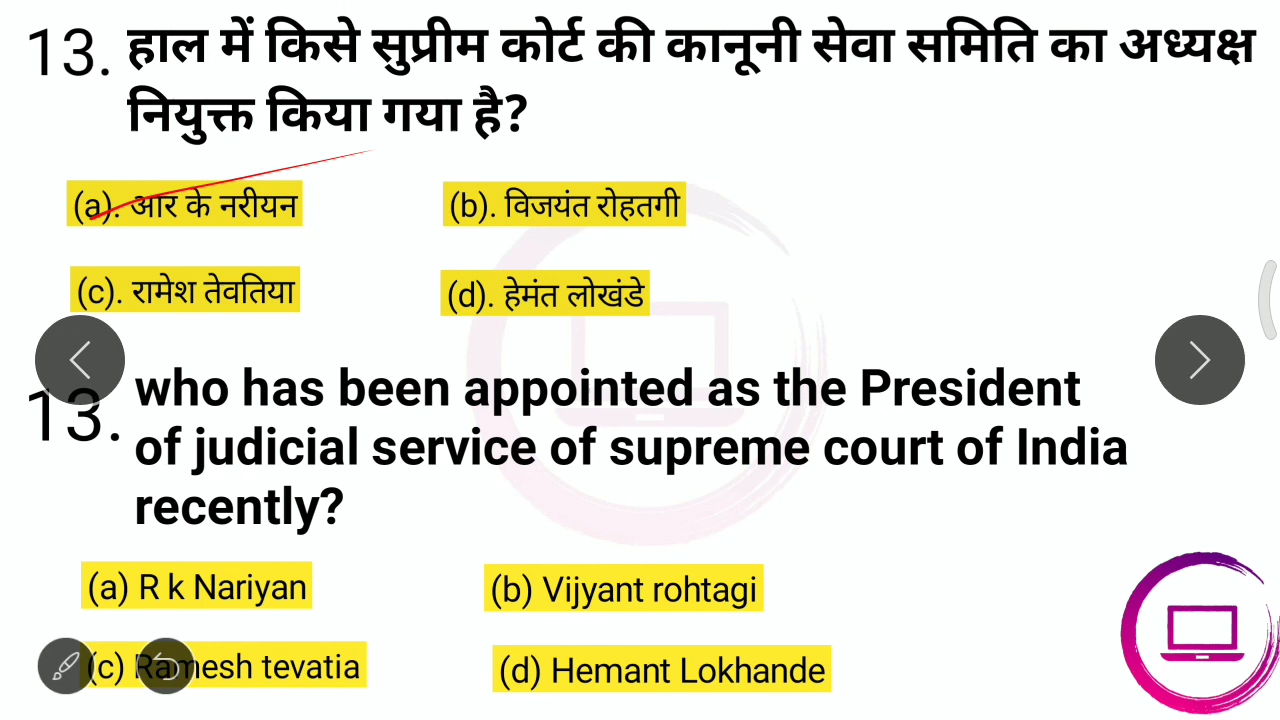 13. हाल में किसे सुप्रीम कोर्ट की कानूनी सेवा समिति का अध्यक्ष
नियुक्त किया गया है?
(a). आर के नरीयन (b). विजयंत रोहतगी
(c). रामेश तेवतिया (d). हेमंत लोखंडे
13. who has been appointed as the President
of judicial service of supreme court of India
recently?
(a) R k Nariyan (b) Vijyant rohtagi
(c) Ramesh tevatia (d) Hemant Lokhande